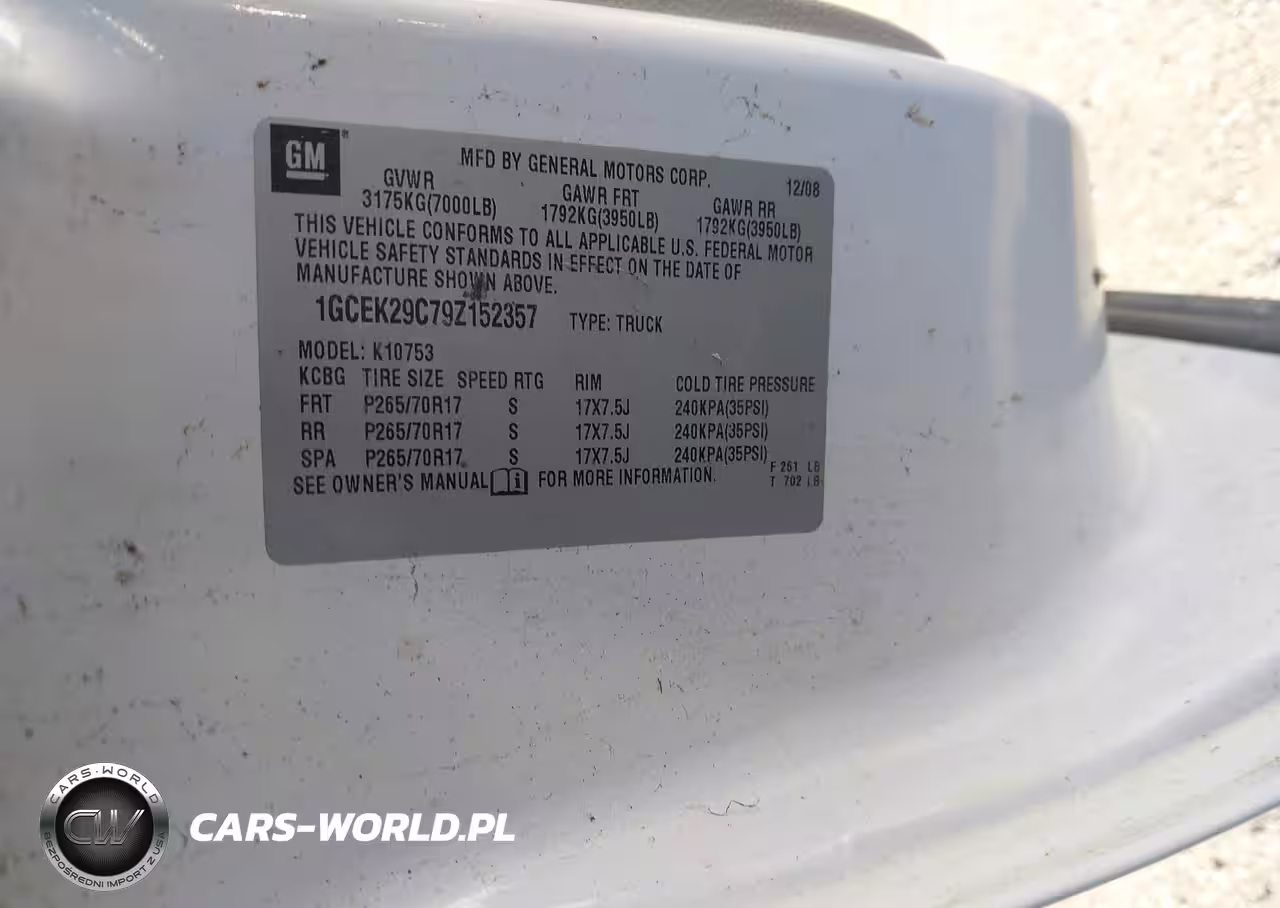 GM
MFD BY GENERAL MOTORS CORP. 12/08
GVWR GAWR FRT GAWR RR
3175KG(7000LB) 1792KG(3950LB) 1792KG(3950LB)
THIS VEHICLE CONFORMS TO ALL APPLICABLE U.S. FEDERAL MOTOR
VEHICLE SAFETY STANDARDS IN EFFECT ON THE DATE OF
MANUFACTURE SHOWN ABOVE.
1GCEK29C79Z152357 TYPE: TRUCK
MODEL: K10753
KCBG TIRE SIZE SPEED RTG RIM COLD TIRE PRESSURE
FRT P265/70R17 S 17X7.5J 240KPA(35PSI)
RR P265/70R17 S 17X7.5J 240KPA(35PSI)
SPA P265/70R17 S 17X7.5J 240KPA(35PSI)
F 251 LB
T 702 LB
SEE OWNER'S MANUAL i FOR MORE INFORMATION.
CARS-WORLD
CW
BEZPOŚREDNI IMPORT Z USA
CARS-WORLD.PL